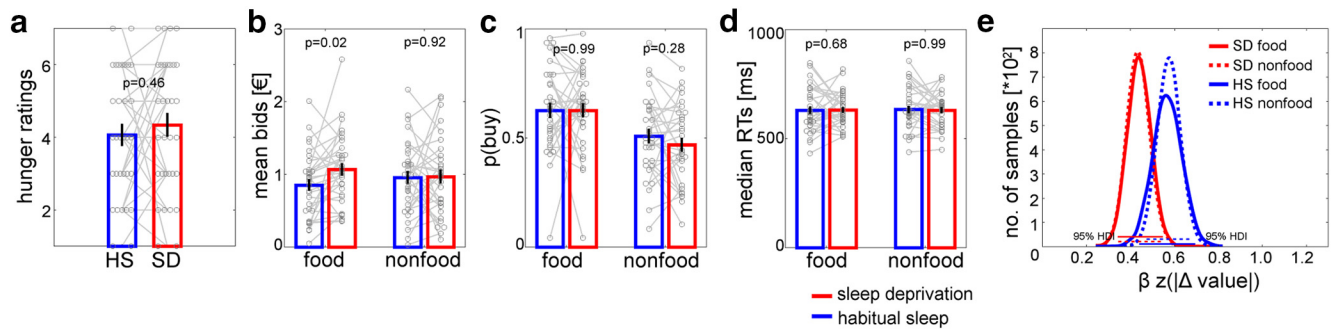 a
hunger ratings
6
4
2
p=0.46
HS SD
b
mean bids [€]
3
2
1
0
p=0.02
p=0.92
food nonfood
c
p(buy)
1
0.5
0
p=0.99
p=0.28
food nonfood
d
median RTs [ms]
1000
500
0
p=0.68
p=0.99
food nonfood
sleep deprivation
habitual sleep
e
no. of samples [*10²]
8
7
6
5
4
3
2
1
0
SD food
SD nonfood
HS food
HS nonfood
95% HDI
95% HDI
0.2 0.4 0.6 0.8 1.0 1.2
β z(|Δ value|)